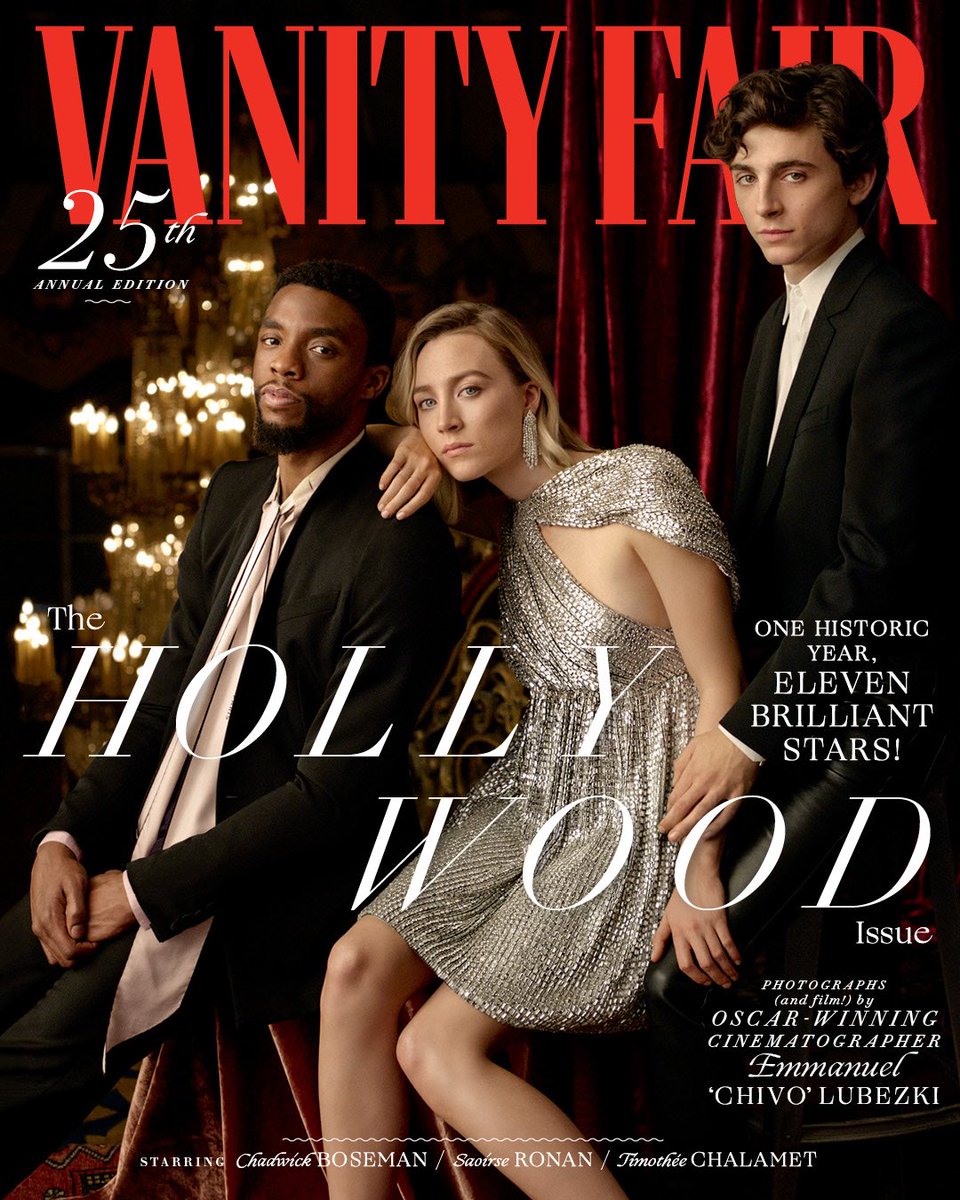 VANITY FAIR
25th
ANNUAL EDITION
The
HOLLY
WOOD
Issue
ONE HISTORIC
YEAR,
ELEVEN
BRILLIANT
STARS!
PHOTOGRAPHS
(and film!) by
OSCAR-WINNING
CINEMATOGRAPHER
Emmanuel
‘CHIVO’ LUBEZKI
STARRING Chadwick BOSEMAN / Saoirse RONAN / Timothée CHALAMET